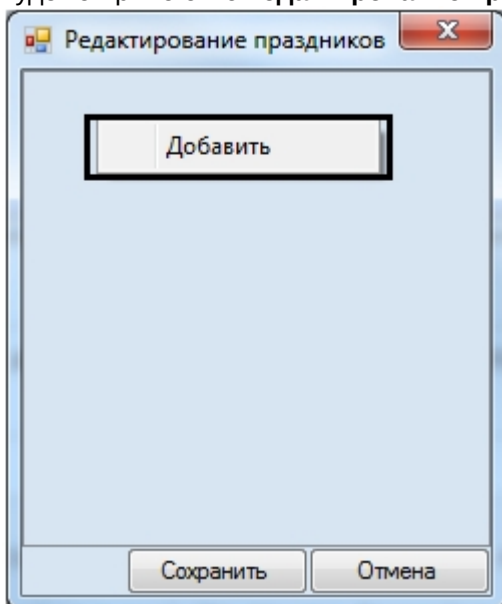 Редактирование праздников
Добавить
Сохранить
Отмена